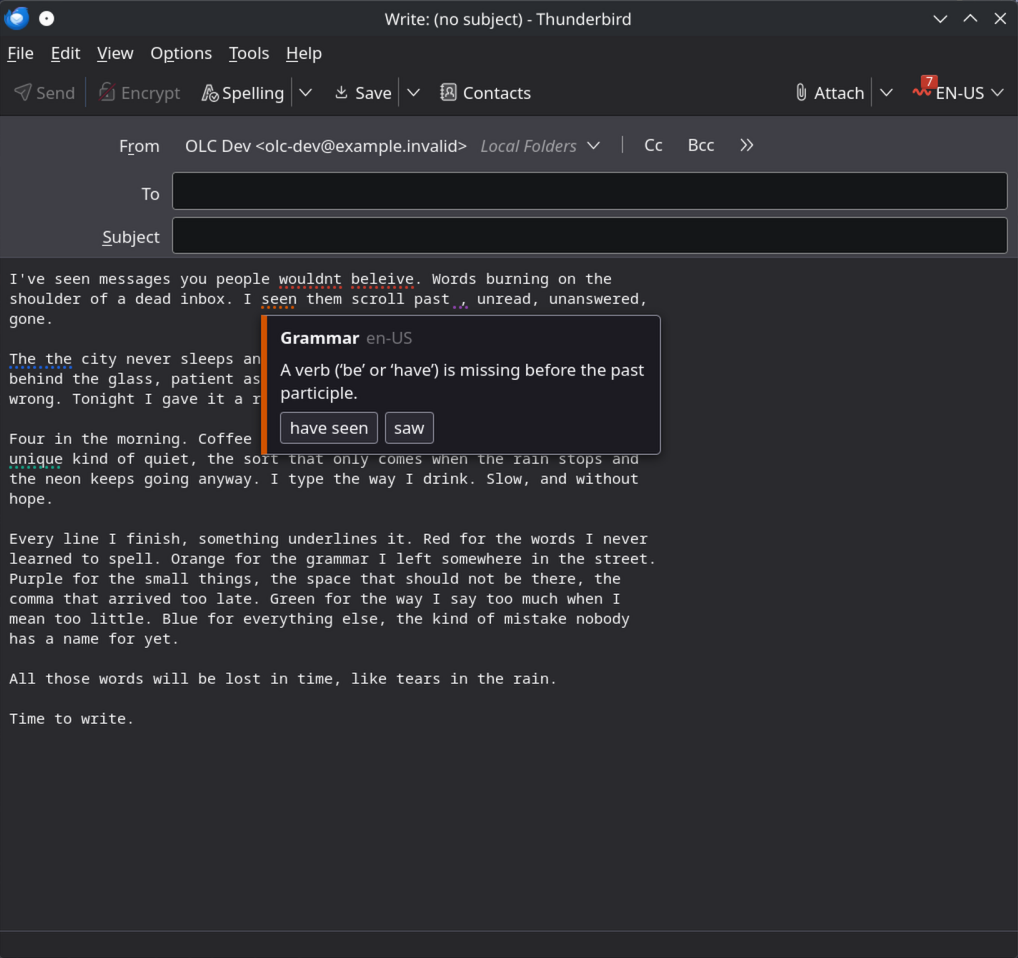 Write: (no subject) - Thunderbird
File Edit View Options Tools Help
Send Encrypt Spelling Save Contacts Attach 7 EN-US
From OLC Dev <olc-dev@example.invalid> Local Folders Cc Bcc
To
Subject
I've seen messages you people wouldnt beleive. Words burning on the
shoulder of a dead inbox. I seen them scroll past , unread, unanswered,
gone.
The the city never sleeps an
behind the glass, patient as
wrong. Tonight I gave it a r
Grammar en-US
A verb (‘be’ or ‘have’) is missing before the past
participle.
have seen saw
Four in the morning. Coffee
unique kind of quiet, the sort that only comes when the rain stops and
the neon keeps going anyway. I type the way I drink. Slow, and without
hope.
Every line I finish, something underlines it. Red for the words I never
learned to spell. Orange for the grammar I left somewhere in the street.
Purple for the small things, the space that should not be there, the
comma that arrived too late. Green for the way I say too much when I
mean too little. Blue for everything else, the kind of mistake nobody
has a name for yet.
All those words will be lost in time, like tears in the rain.
Time to write.